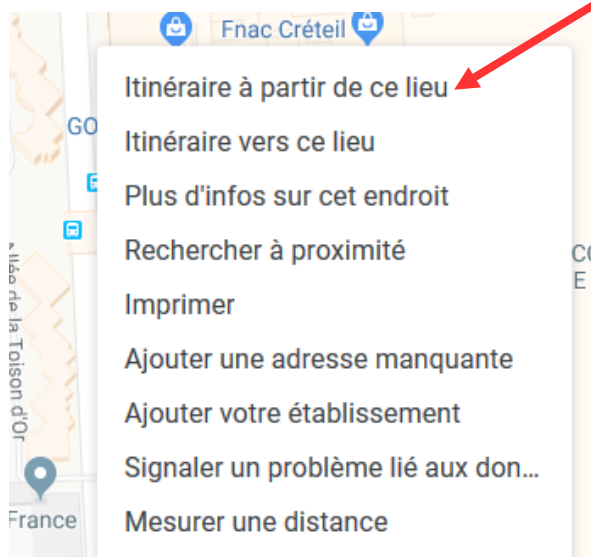 Fnac Créteil
Itinéraire à partir de ce lieu
GO
Itinéraire vers ce lieu
Plus d'infos sur cet endroit
Rechercher à proximité
CO
E
Imprimer
Allée de la Toison d'Or
Ajouter une adresse manquante
Ajouter votre établissement
Signaler un problème lié aux don...
France
Mesurer une distance